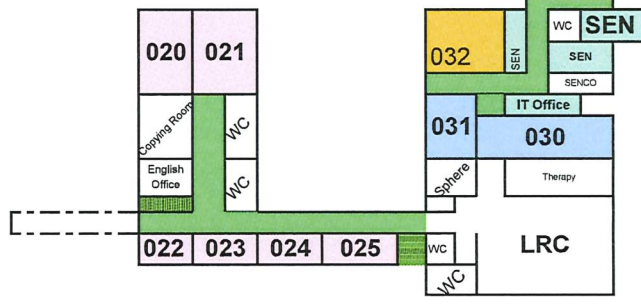 WC
SEN
020
021
032
SEN
SEN
SENCO
Copying Room
WC
031
IT Office
030
English
Office
WC
Sphere
Therapy
022
023
024
025
WC
LRC
WC